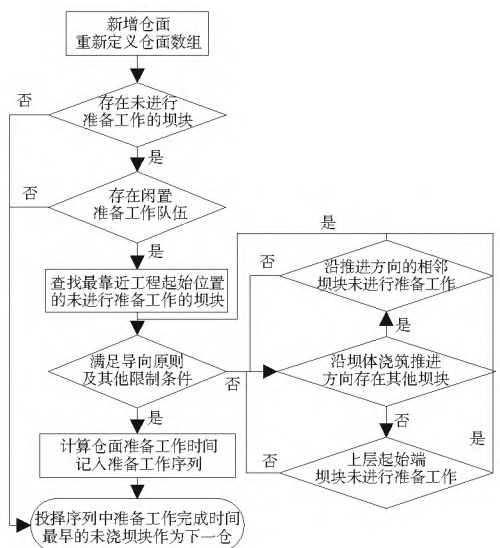 新增仓面
重新定义仓面数组
否
存在未进行
准备工作的坝块
是
否
存在闲置
准备工作队伍
是
是
查找最靠近工程起始位置
的未进行准备工作的坝块
否
沿推进方向的相邻
坝块未进行准备工作
是
满足导向原则
及其他限制条件
否
沿坝体浇筑推进
方向存在其他坝块
是
否
计算仓面准备工作时间
记入准备工作序列
否
上层起始端
坝块未进行准备工作
是
投择序列中准备工作完成时间
最早的未浇坝块作为下一仓